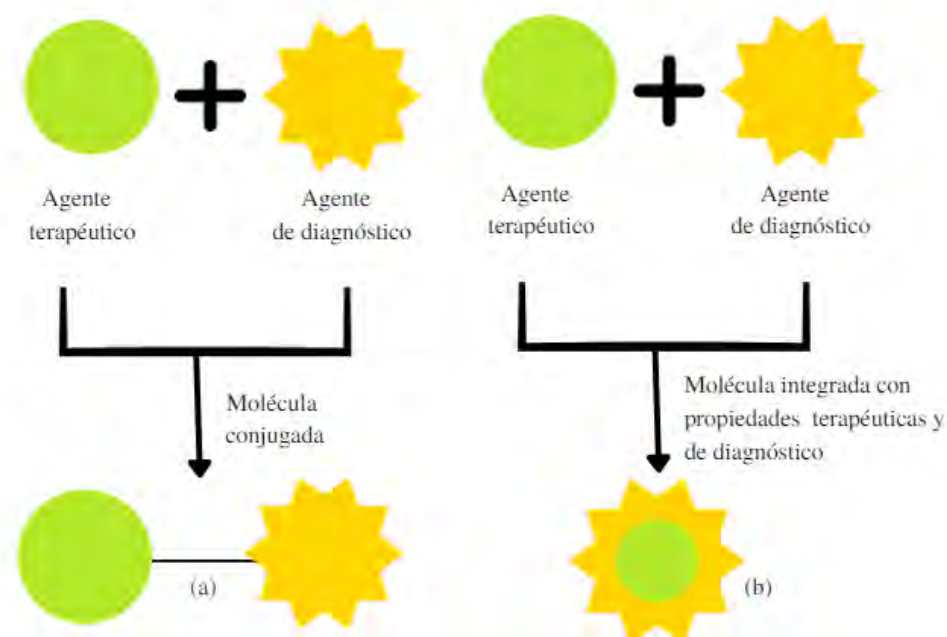 Agente
terapéutico
Agente
de diagnóstico
Agente
terapéutico
Agente
de diagnóstico
Molécula
conjugada
Molécula integrada con
propiedades terapéuticas y
de diagnóstico
(a)
(b)